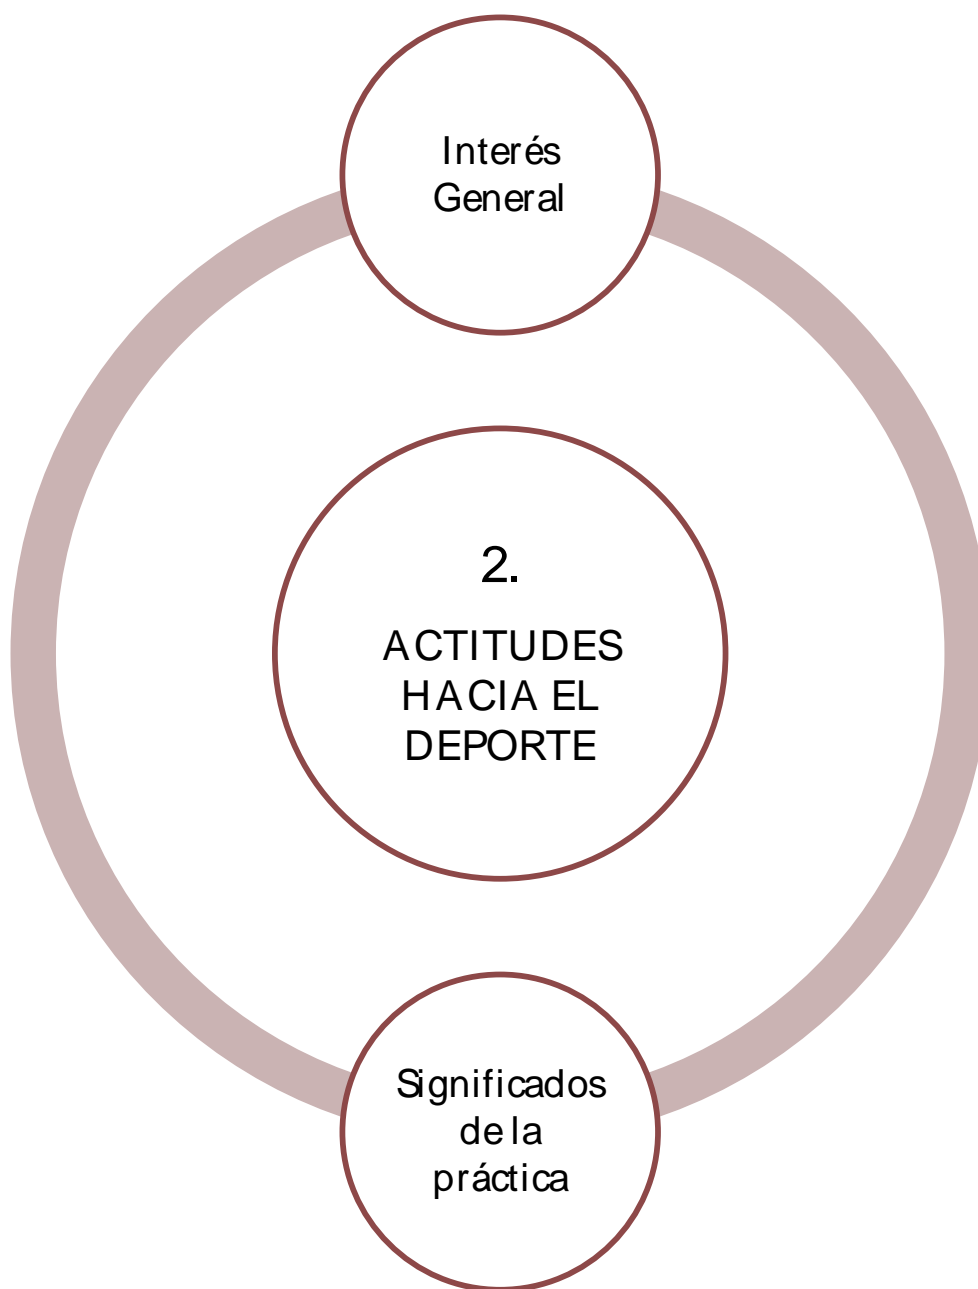 Interés
General
2.
ACTITUDES
HACIA EL
DEPORTE
Significados
de la
práctica